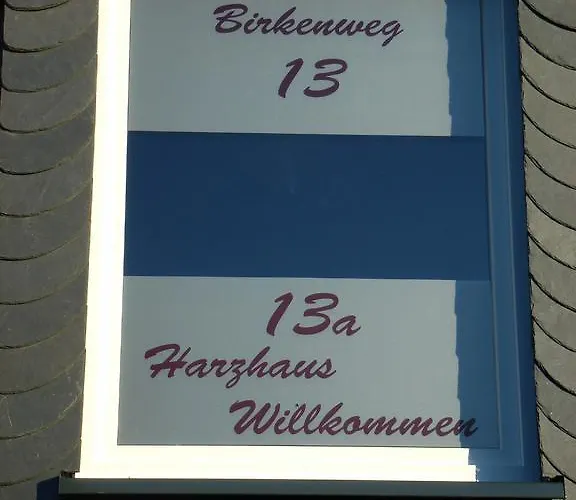 Birkenweg
13
13a
Harzhaus
Willkommen